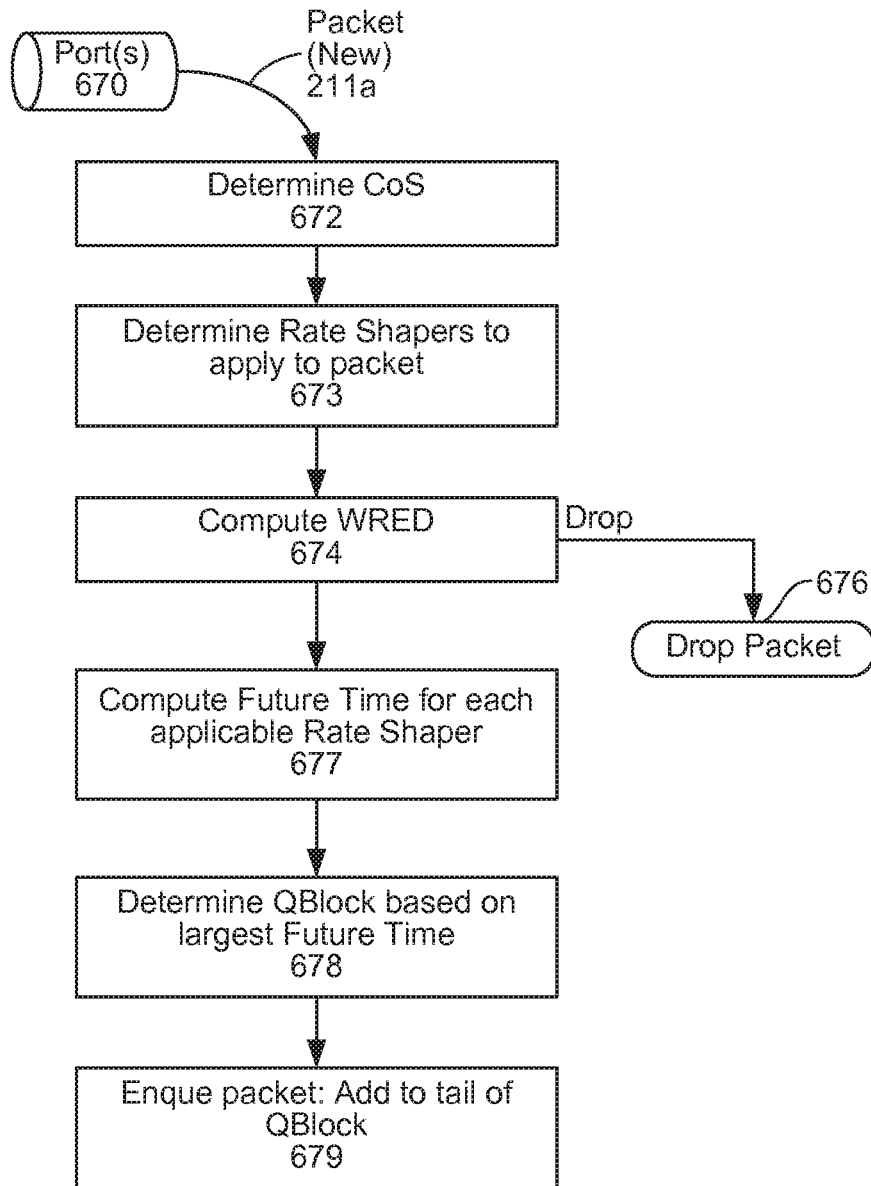 Port(s)
670
Packet
(New)
211a
Determine CoS
672
Determine Rate Shapers to
apply to packet
673
Compute WRED
674
Drop
676
Drop Packet
Compute Future Time for each
applicable Rate Shaper
677
Determine QBlock based on
largest Future Time
678
Enque packet: Add to tail of
QBlock
679